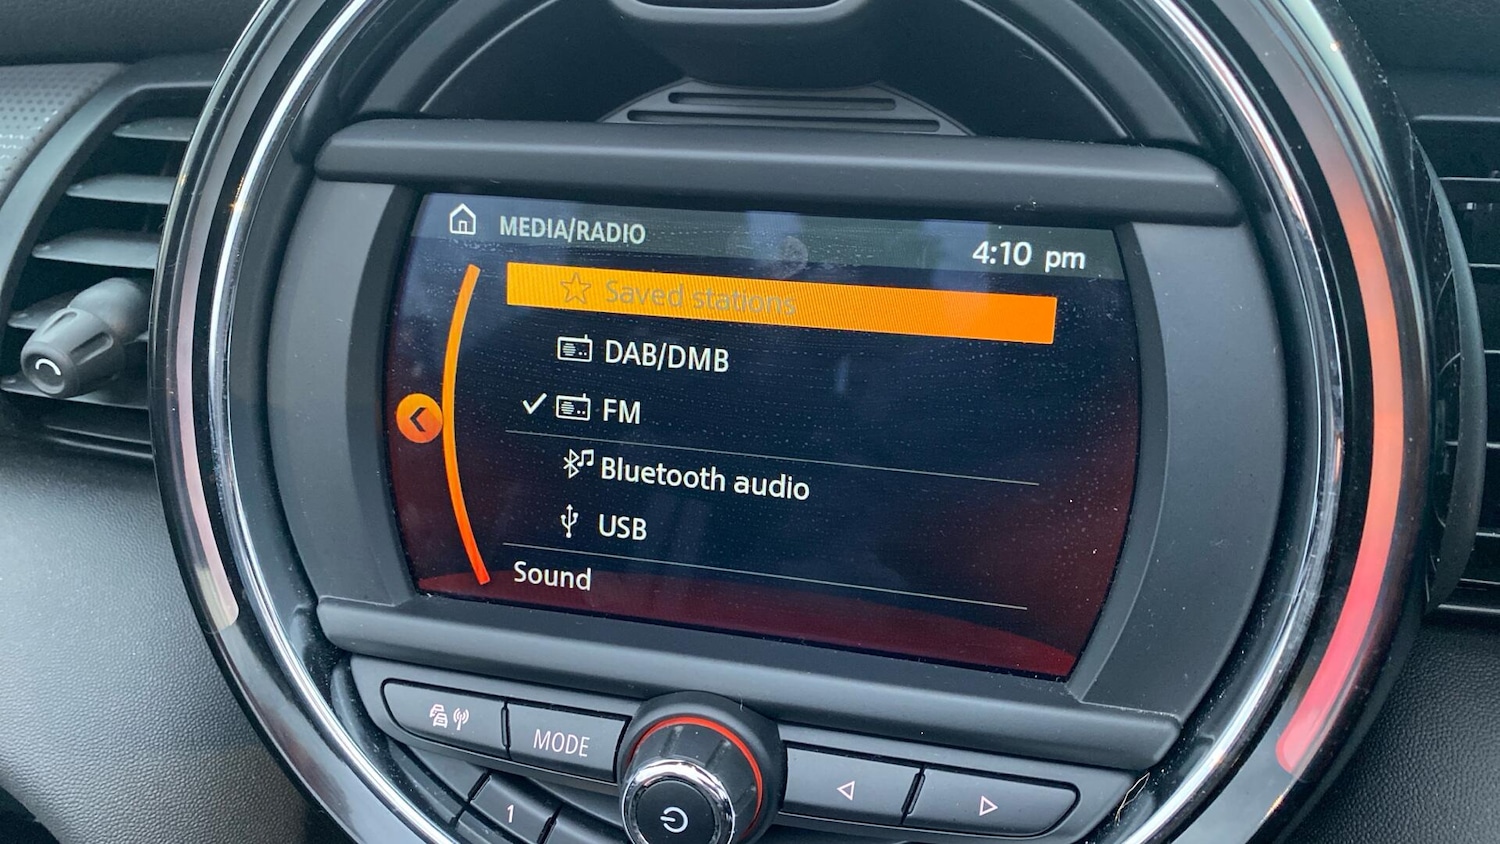 MEDIA/RADIO
4:10 pm
Saved stations
DAB/DMB
FM
Bluetooth audio
USB
Sound
MODE
1